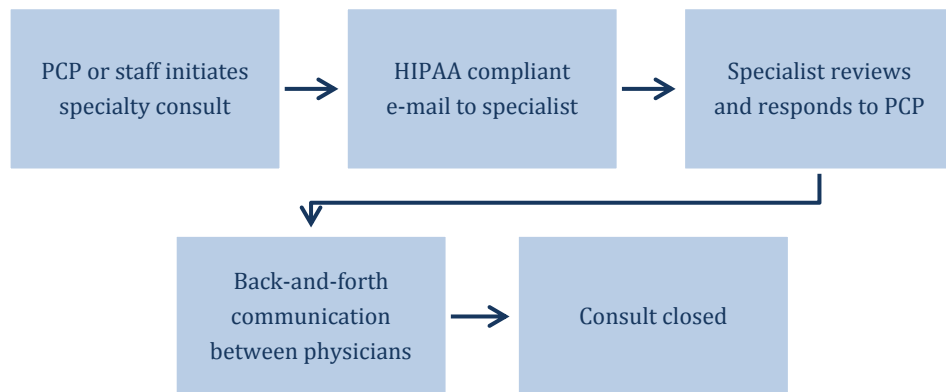 PCP or staff initiates
specialty consult
HIPAA compliant
e-mail to specialist
Specialist reviews
and responds to PCP
Back-and-forth
communication
between physicians
Consult closed